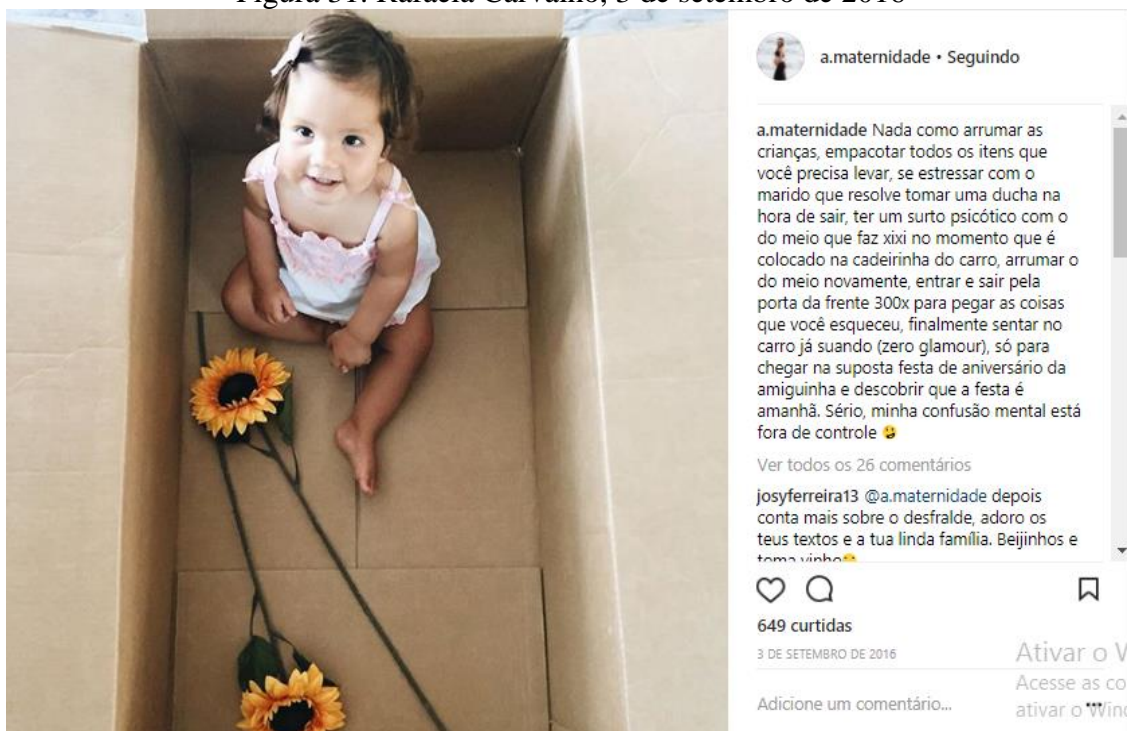 Figura 31: Rafaela Carvalho, 3 de setembro de 2016
a.maternidade • Seguindo
a.maternidade Nada como arrumar as
crianças, empacotar todos os itens que
você precisa levar, se estressar com o
marido que resolve tomar uma ducha na
hora de sair, ter um surto psicótico com o
do meio que faz xixi no momento que é
colocado na cadeirinha do carro, arrumar o
do meio novamente, entrar e sair pela
porta da frente 300x para pegar as coisas
que você esqueceu, finalmente sentar no
carro já suando (zero glamour), só para
chegar na suposta festa de aniversário da
amiguinha e descobrir que a festa é
amanhã. Sério, minha confusão mental está
fora de controle
Ver todos os 26 comentários
josyferreira13 @a.maternidade depois
conta mais sobre o desfralde, adoro os
teus textos e a tua linda família. Beijinhos e
toma vinho
649 curtidas
3 DE SETEMBRO DE 2016
Adicione um comentário...
Ativar o
Acesse as
ativar o